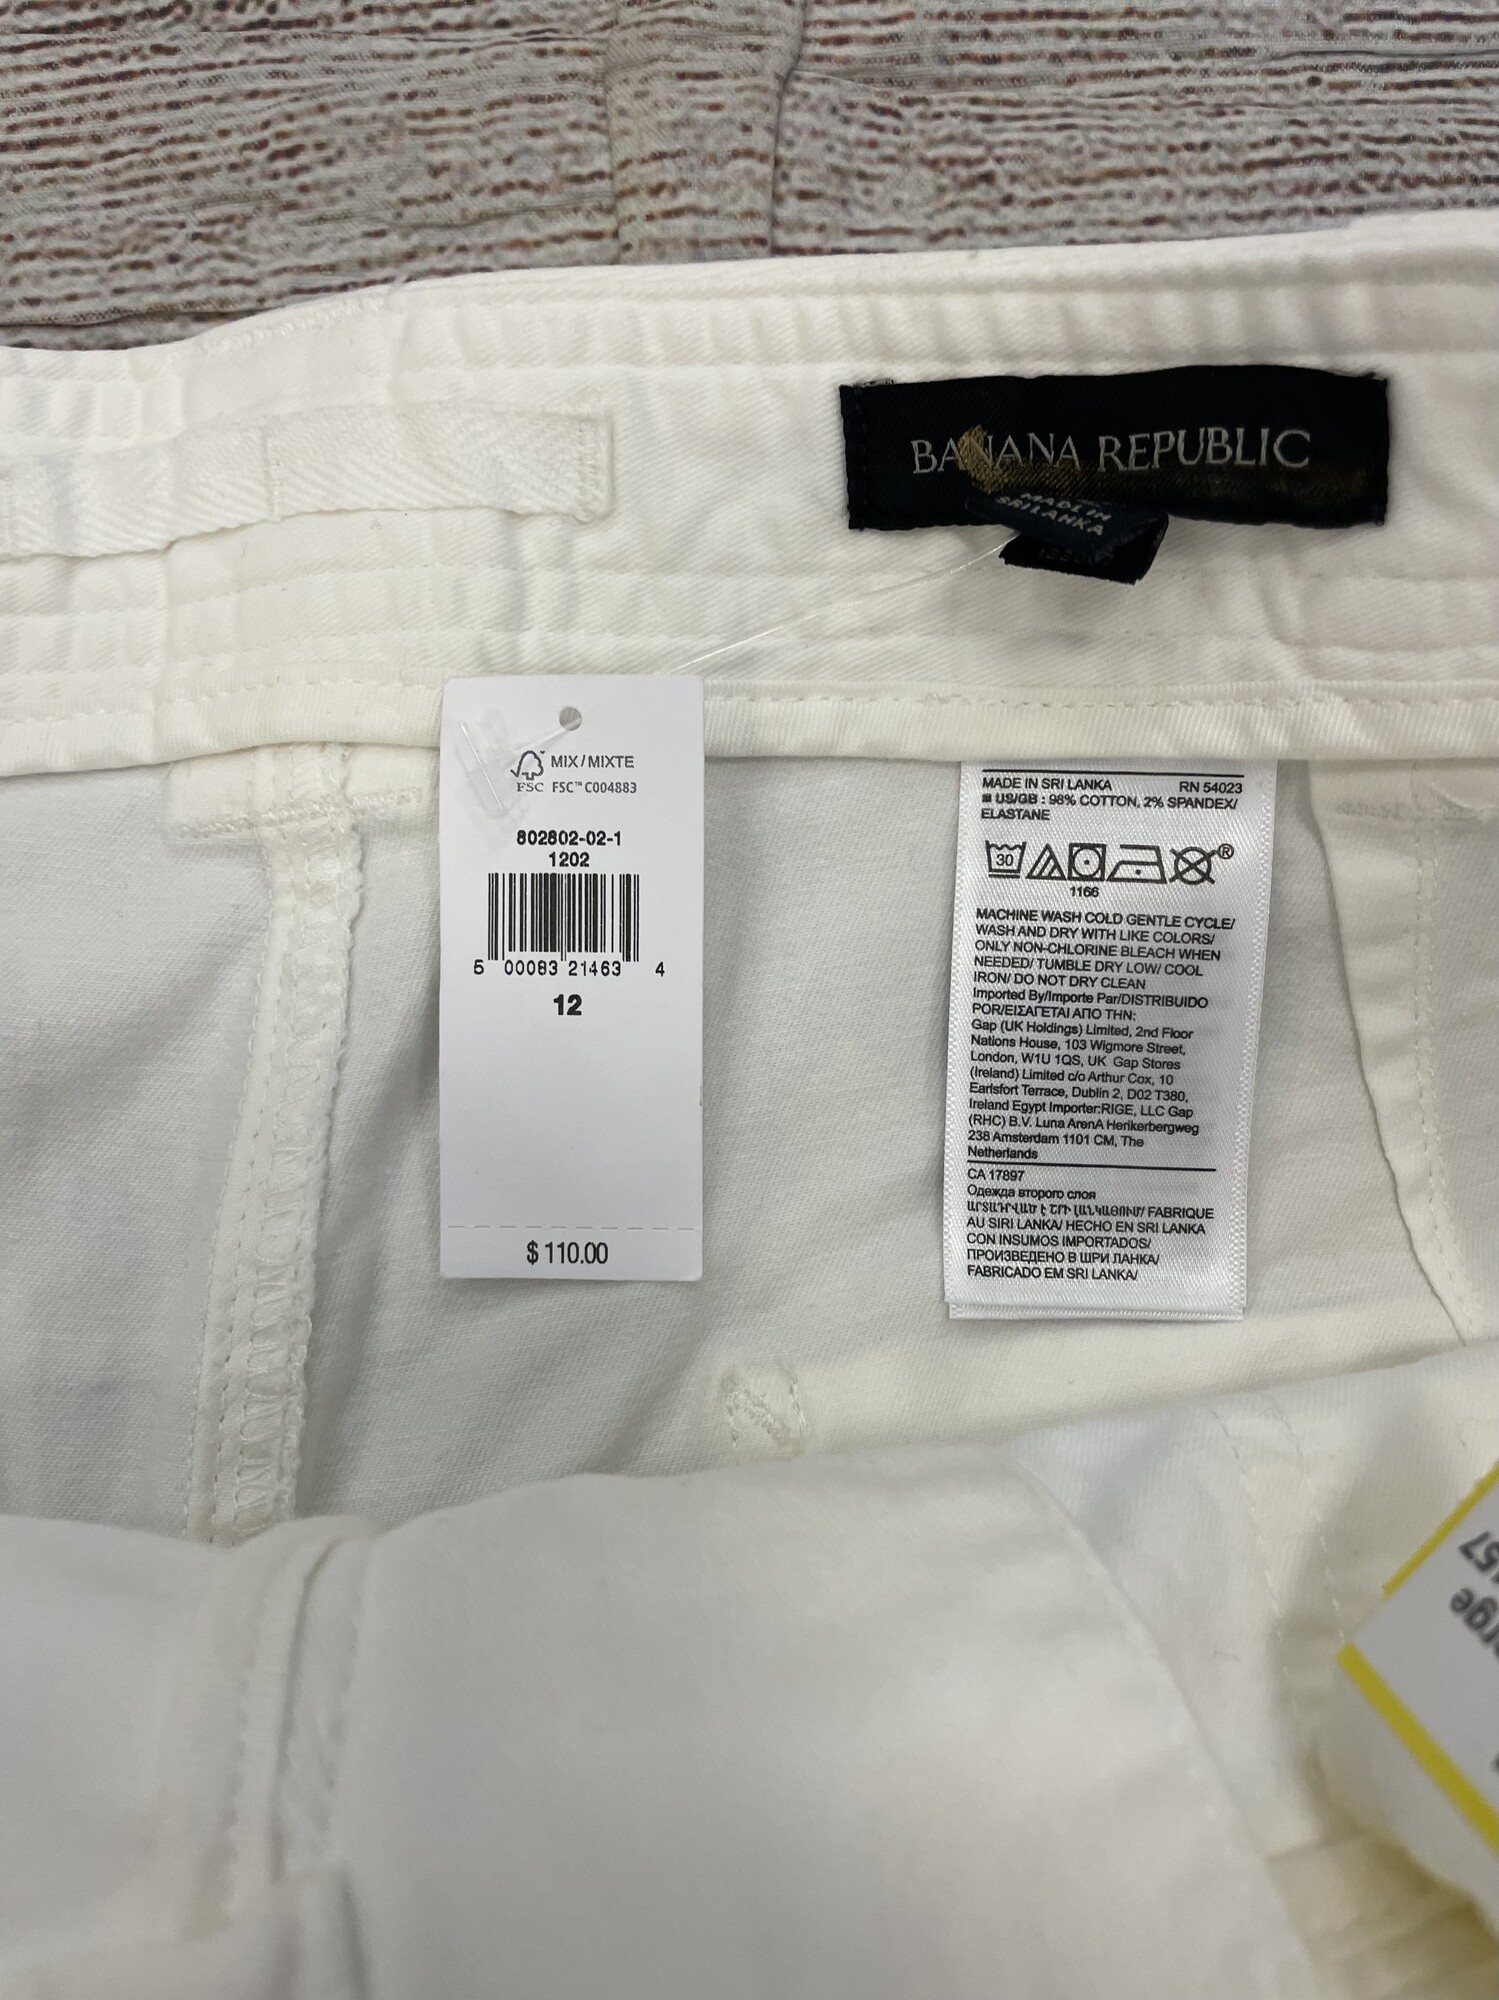 BANANA REPUBLIC
MADE IN
SRI LANKA
MIX / MIXTE
FSC FSC™ C004883
802802-02-1
1202
5 00083 21463 4
12
$ 110.00
MADE IN SRI LANKA RN 54023
US/GB : 98% COTTON, 2% SPANDEX/
ELASTANE
30 ®
1166
MACHINE WASH COLD GENTLE CYCLE/
WASH AND DRY WITH LIKE COLORS/
ONLY NON-CHLORINE BLEACH WHEN
NEEDED/ TUMBLE DRY LOW/ COOL
IRON/ DO NOT DRY CLEAN
Imported By/Importe Par/DISTRIBUIDO
POR/ΕΙΣΑΓΕΤΑΙ ΑΠΟ ΤΗΝ:
Gap (UK Holdings) Limited, 2nd Floor
Nations House, 103 Wigmore Street,
London, W1U 1QS, UK Gap Stores
(Ireland) Limited c/o Arthur Cox, 10
Earlsfort Terrace, Dublin 2, D02 T380,
Ireland Egypt Importer:RIGE, LLC Gap
(RHC) B.V. Luna ArenA Herikerbergweg
238 Amsterdam 1101 CM, The
Netherlands
CA 17897
Одежда второго слоя
ԱՐՏԱԴՐՎԱԾ Է ՇՐԻ ԼԱՆԿԱՅՈՒՄ/ FABRIQUE
AU SIRI LANKA/ HECHO EN SRI LANKA
CON INSUMOS IMPORTADOS/
ПРОИЗВЕДЕНО В ШРИ ЛАНКА/
FABRICADO EM SRI LANKA/
157